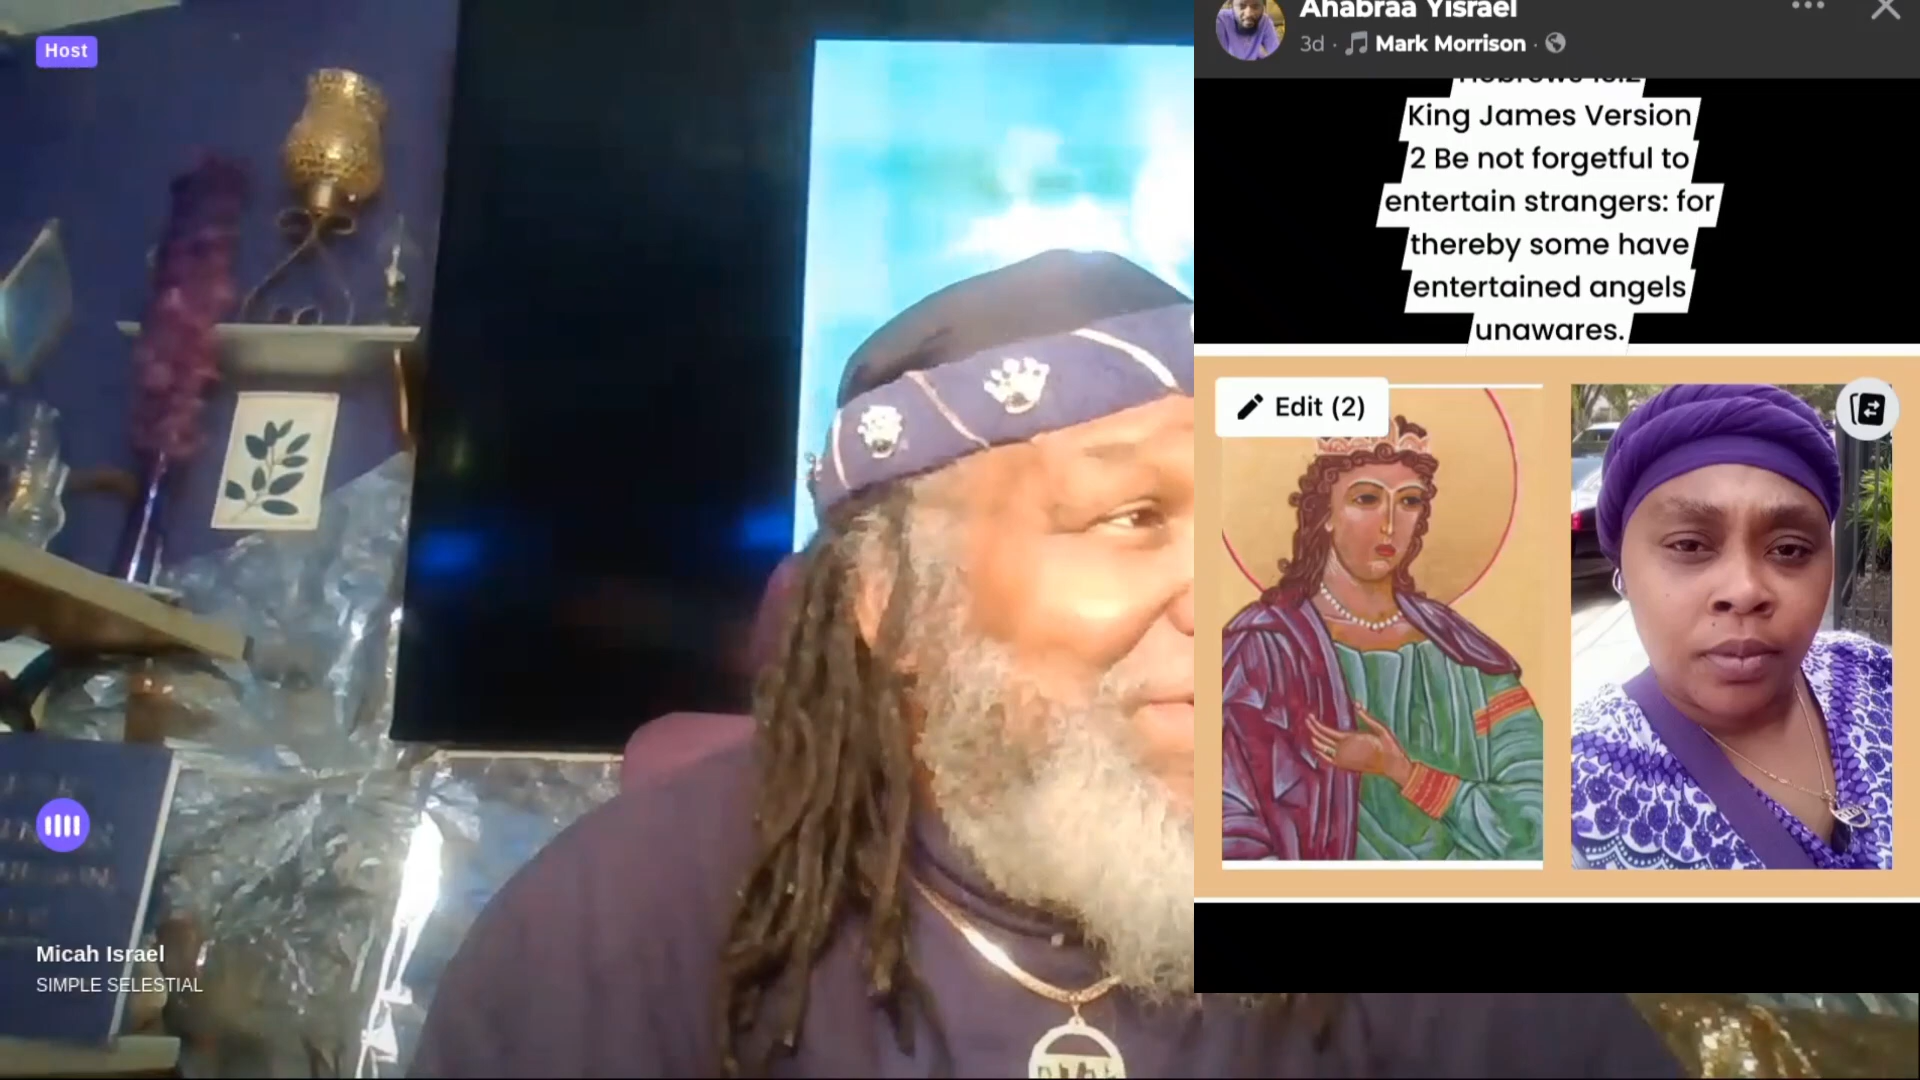 Host
Ahabraa Yisrael
3d · Mark Morrison ·
King James Version
2 Be not forgetful to
entertain strangers: for
thereby some have
entertained angels
unawares.
Edit (2)
Micah Israel
SIMPLE SELESTIAL